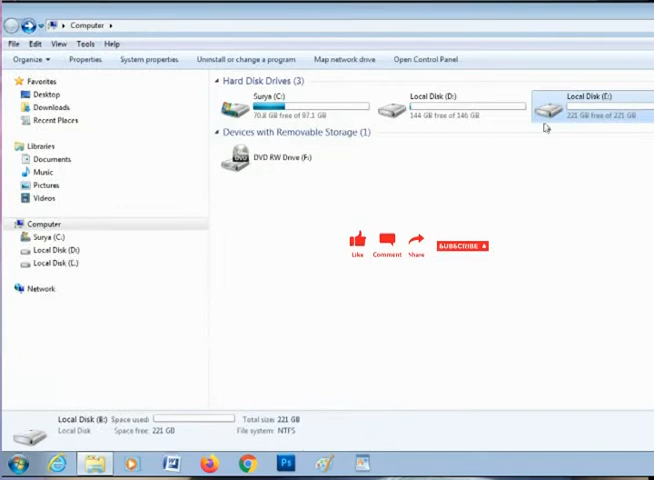 Computer
File Edit View Tools Help
Organize Properties System properties Uninstall or change a program Map network drive Open Control Panel
Favorites
Desktop
Downloads
Recent Places
Libraries
Documents
Music
Pictures
Videos
Computer
Surya (C:)
Local Disk (D:)
Local Disk (E:)
Network
Hard Disk Drives (3)
Surya (C:)
70.8 GB free of 97.1 GB
Local Disk (D:)
144 GB free of 146 GB
Local Disk (E:)
221 GB free of 221 GB
Devices with Removable Storage (1)
DVD RW Drive (F:)
DVD
Like Comment Share SUBSCRIBE
Local Disk (E:) Space used: Total size: 221 GB
Local Disk Space free: 221 GB File system: NTFS
W Ps